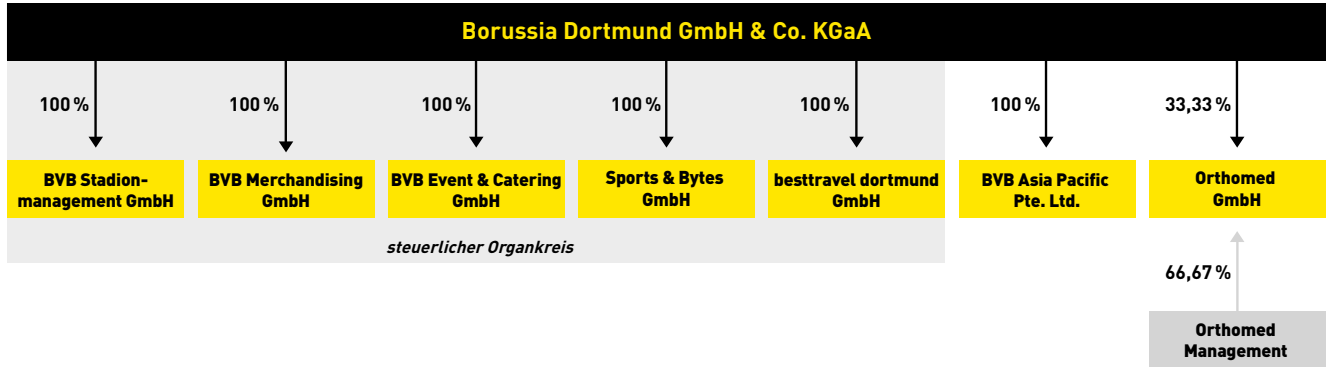 Borussia Dortmund GmbH & Co. KGaA
100 %
100 %
100 %
100 %
100 %
100 %
33,33 %
BVB Stadion-
management GmbH
BVB Merchandising
GmbH
BVB Event & Catering
GmbH
Sports & Bytes
GmbH
besttravel dortmund
GmbH
BVB Asia Pacific
Pte. Ltd.
Orthomed
GmbH
steuerlicher Organkreis
66,67 %
Orthomed
Management